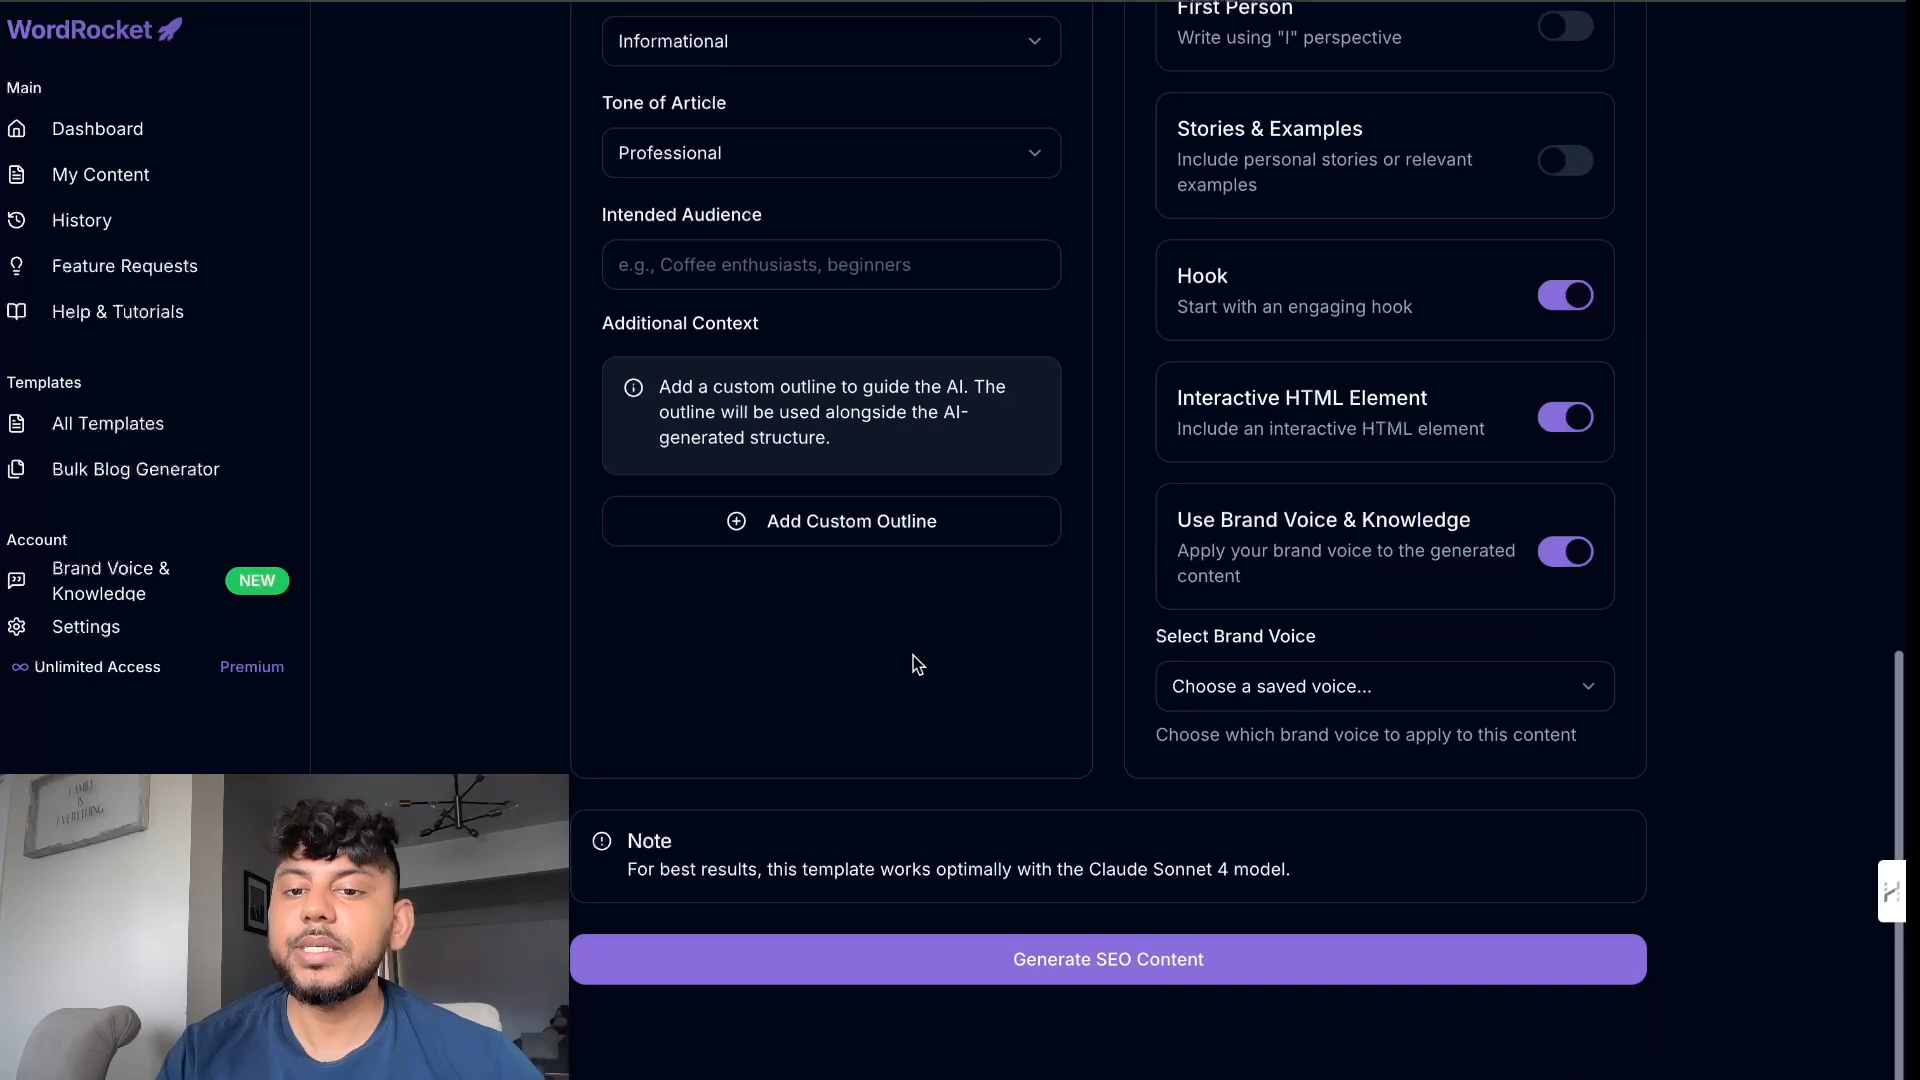 WordRocket
Main
Dashboard
My Content
History
Feature Requests
Help & Tutorials
Templates
All Templates
Bulk Blog Generator
Account
Brand Voice &
Knowledge
NEW
Settings
Unlimited Access
Premium
Informational
Tone of Article
Professional
Intended Audience
e.g., Coffee enthusiasts, beginners
Additional Context
Add a custom outline to guide the AI. The
outline will be used alongside the AI-
generated structure.
Add Custom Outline
First Person
Write using "I" perspective
Stories & Examples
Include personal stories or relevant
examples
Hook
Start with an engaging hook
Interactive HTML Element
Include an interactive HTML element
Use Brand Voice & Knowledge
Apply your brand voice to the generated
content
Select Brand Voice
Choose a saved voice...
Choose which brand voice to apply to this content
Note
For best results, this template works optimally with the Claude Sonnet 4 model.
Generate SEO Content
FAMILY
IS
EVERYTHING